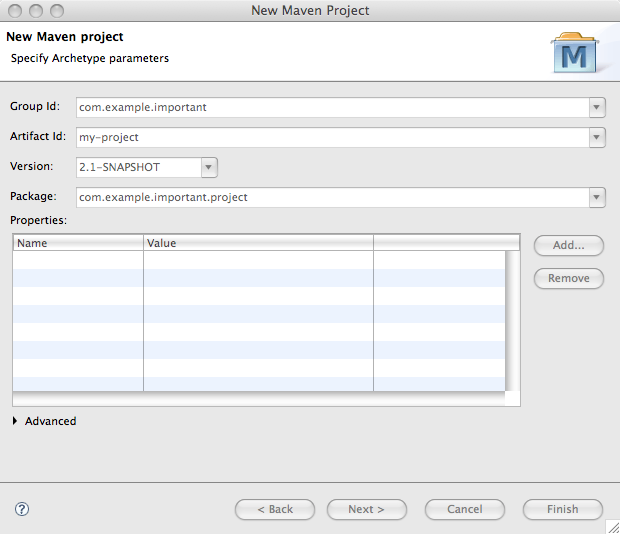 New Maven Project
New Maven project
Specify Archetype parameters
M
Group Id: com.example.important
Artifact Id: my-project
Version: 2.1-SNAPSHOT
Package: com.example.important.project
Properties:
Name Value
Add...
Remove
Advanced
? < Back Next > Cancel Finish